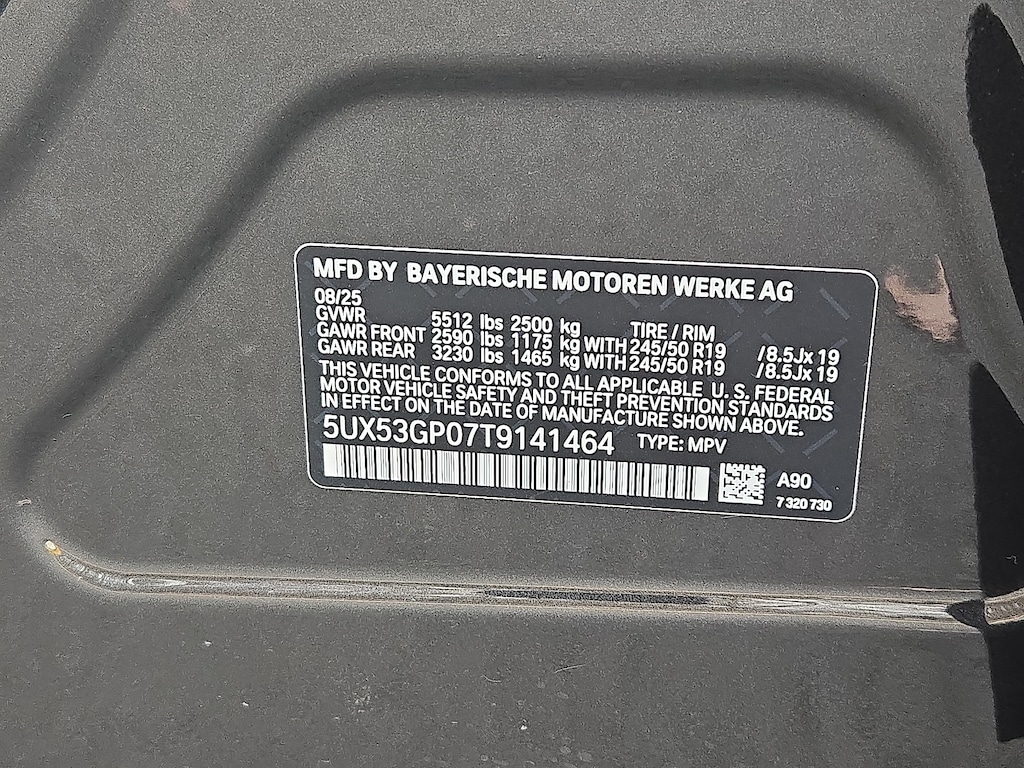 MFD BY BAYERISCHE MOTOREN WERKE AG
08/25
GVWR 5512 lbs 2500 kg TIRE / RIM
GAWR FRONT 2590 lbs 1175 kg WITH 245/50 R19 /8.5Jx 19
GAWR REAR 3230 lbs 1465 kg WITH 245/50 R19 /8.5Jx 19
THIS VEHICLE CONFORMS TO ALL APPLICABLE U. S. FEDERAL
MOTOR VEHICLE SAFETY AND THEFT PREVENTION STANDARDS
IN EFFECT ON THE DATE OF MANUFACTURE SHOWN ABOVE.
5UX53GP07T9141464 TYPE: MPV
A90
7 320 730